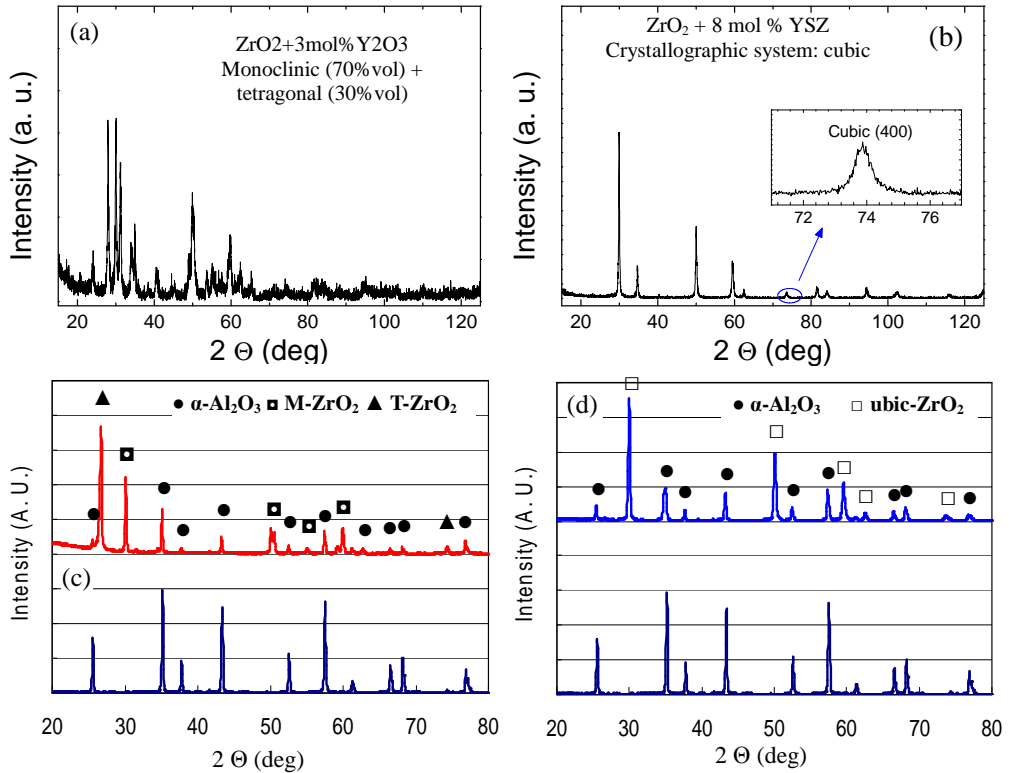 (a)
ZrO2+3mol% Y2O3
Monoclinic (70%vol) +
tetragonal (30%vol)
Intensity (a. u.)
20 40 60 80 100 120
2 Θ (deg)
(b)
ZrO₂ + 8 mol % YSZ
Crystallographic system: cubic
Cubic (400)
72 74 76
Intensity (a. u.)
20 40 60 80 100 120
2 Θ (deg)
● α-Al₂O₃ ◘ M-ZrO₂ ▲ T-ZrO₂
Intensity (A. U.)
(c)
20 30 40 50 60 70 80
2 Θ (deg)
(d)
● α-Al₂O₃ □ ubic-ZrO₂
Intensity (A. U.)
20 30 40 50 60 70 80
2 Θ (deg)